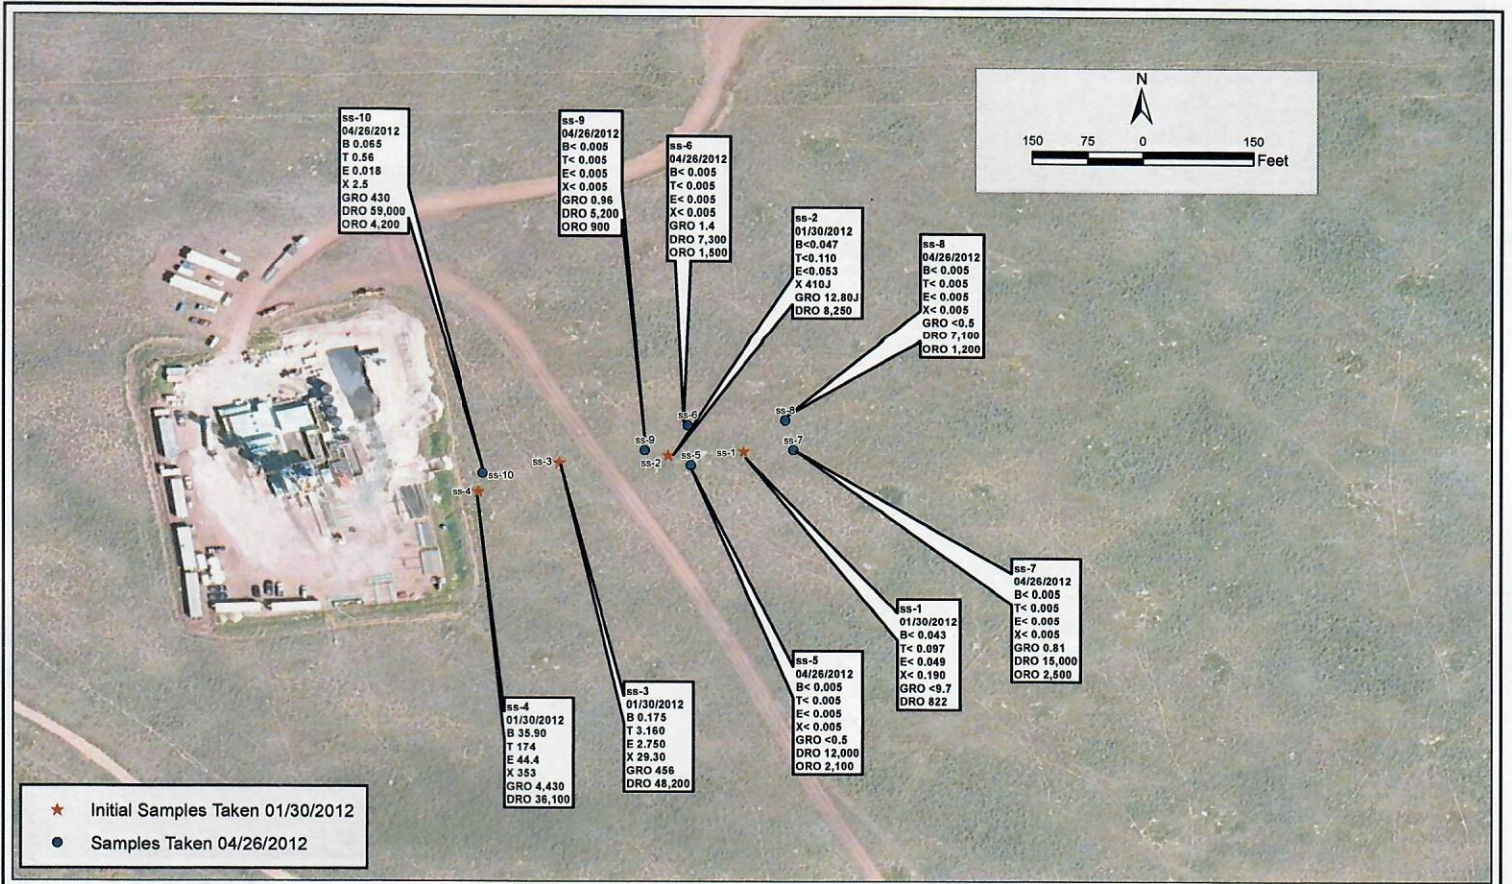 N
150 75 0 150
Feet
ss-10
04/26/2012
B 0.065
T 0.56
E 0.018
X 2.5
GRO 430
DRO 59,000
ORO 4,200
ss-9
04/26/2012
B< 0.005
T< 0.005
E< 0.005
X< 0.005
GRO 0.96
DRO 5,200
ORO 900
ss-6
04/26/2012
B< 0.005
T< 0.005
E< 0.005
X< 0.005
GRO 1.4
DRO 7,300
ORO 1,500
ss-2
01/30/2012
B<0.047
T<0.110
E<0.053
X 410J
GRO 12.80J
DRO 8,250
ss-8
04/26/2012
B< 0.005
T< 0.005
E< 0.005
X< 0.005
GRO <0.5
DRO 7,100
ORO 1,200
ss-6
ss-8
ss-9
ss-2
ss-5
ss-1
ss-7
ss-3
ss-10
ss-4
ss-7
04/26/2012
B< 0.005
T< 0.005
E< 0.005
X< 0.005
GRO 0.81
DRO 15,000
ORO 2,500
ss-1
01/30/2012
B< 0.043
T< 0.097
E< 0.049
X< 0.190
GRO <9.7
DRO 822
ss-5
04/26/2012
B< 0.005
T< 0.005
E< 0.005
X< 0.005
GRO <0.5
DRO 12,000
ORO 2,100
ss-3
01/30/2012
B 0.175
T 3.160
E 2.750
X 29.30
GRO 456
DRO 48,200
ss-4
01/30/2012
B 35.90
T 174
E 44.4
X 353
GRO 4,430
DRO 36,100
Initial Samples Taken 01/30/2012
Samples Taken 04/26/2012